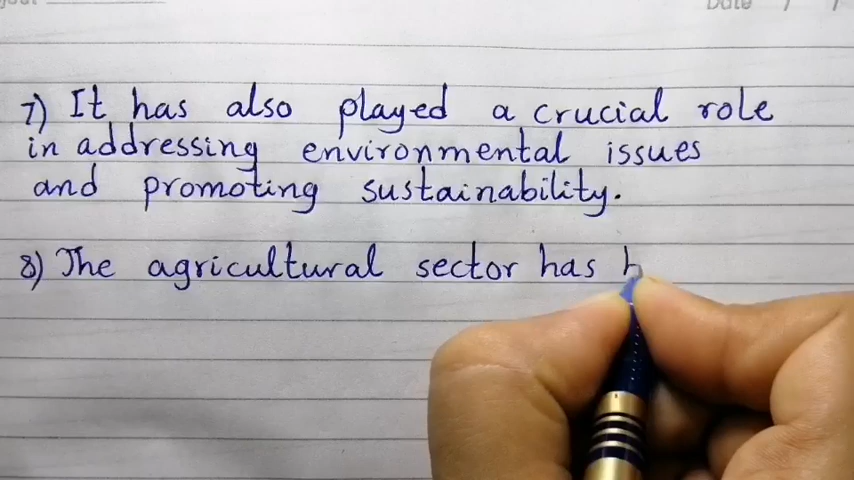 Date / /
7) It has also played a crucial role
in addressing environmental issues
and promoting sustainability.
8) The agricultural sector has